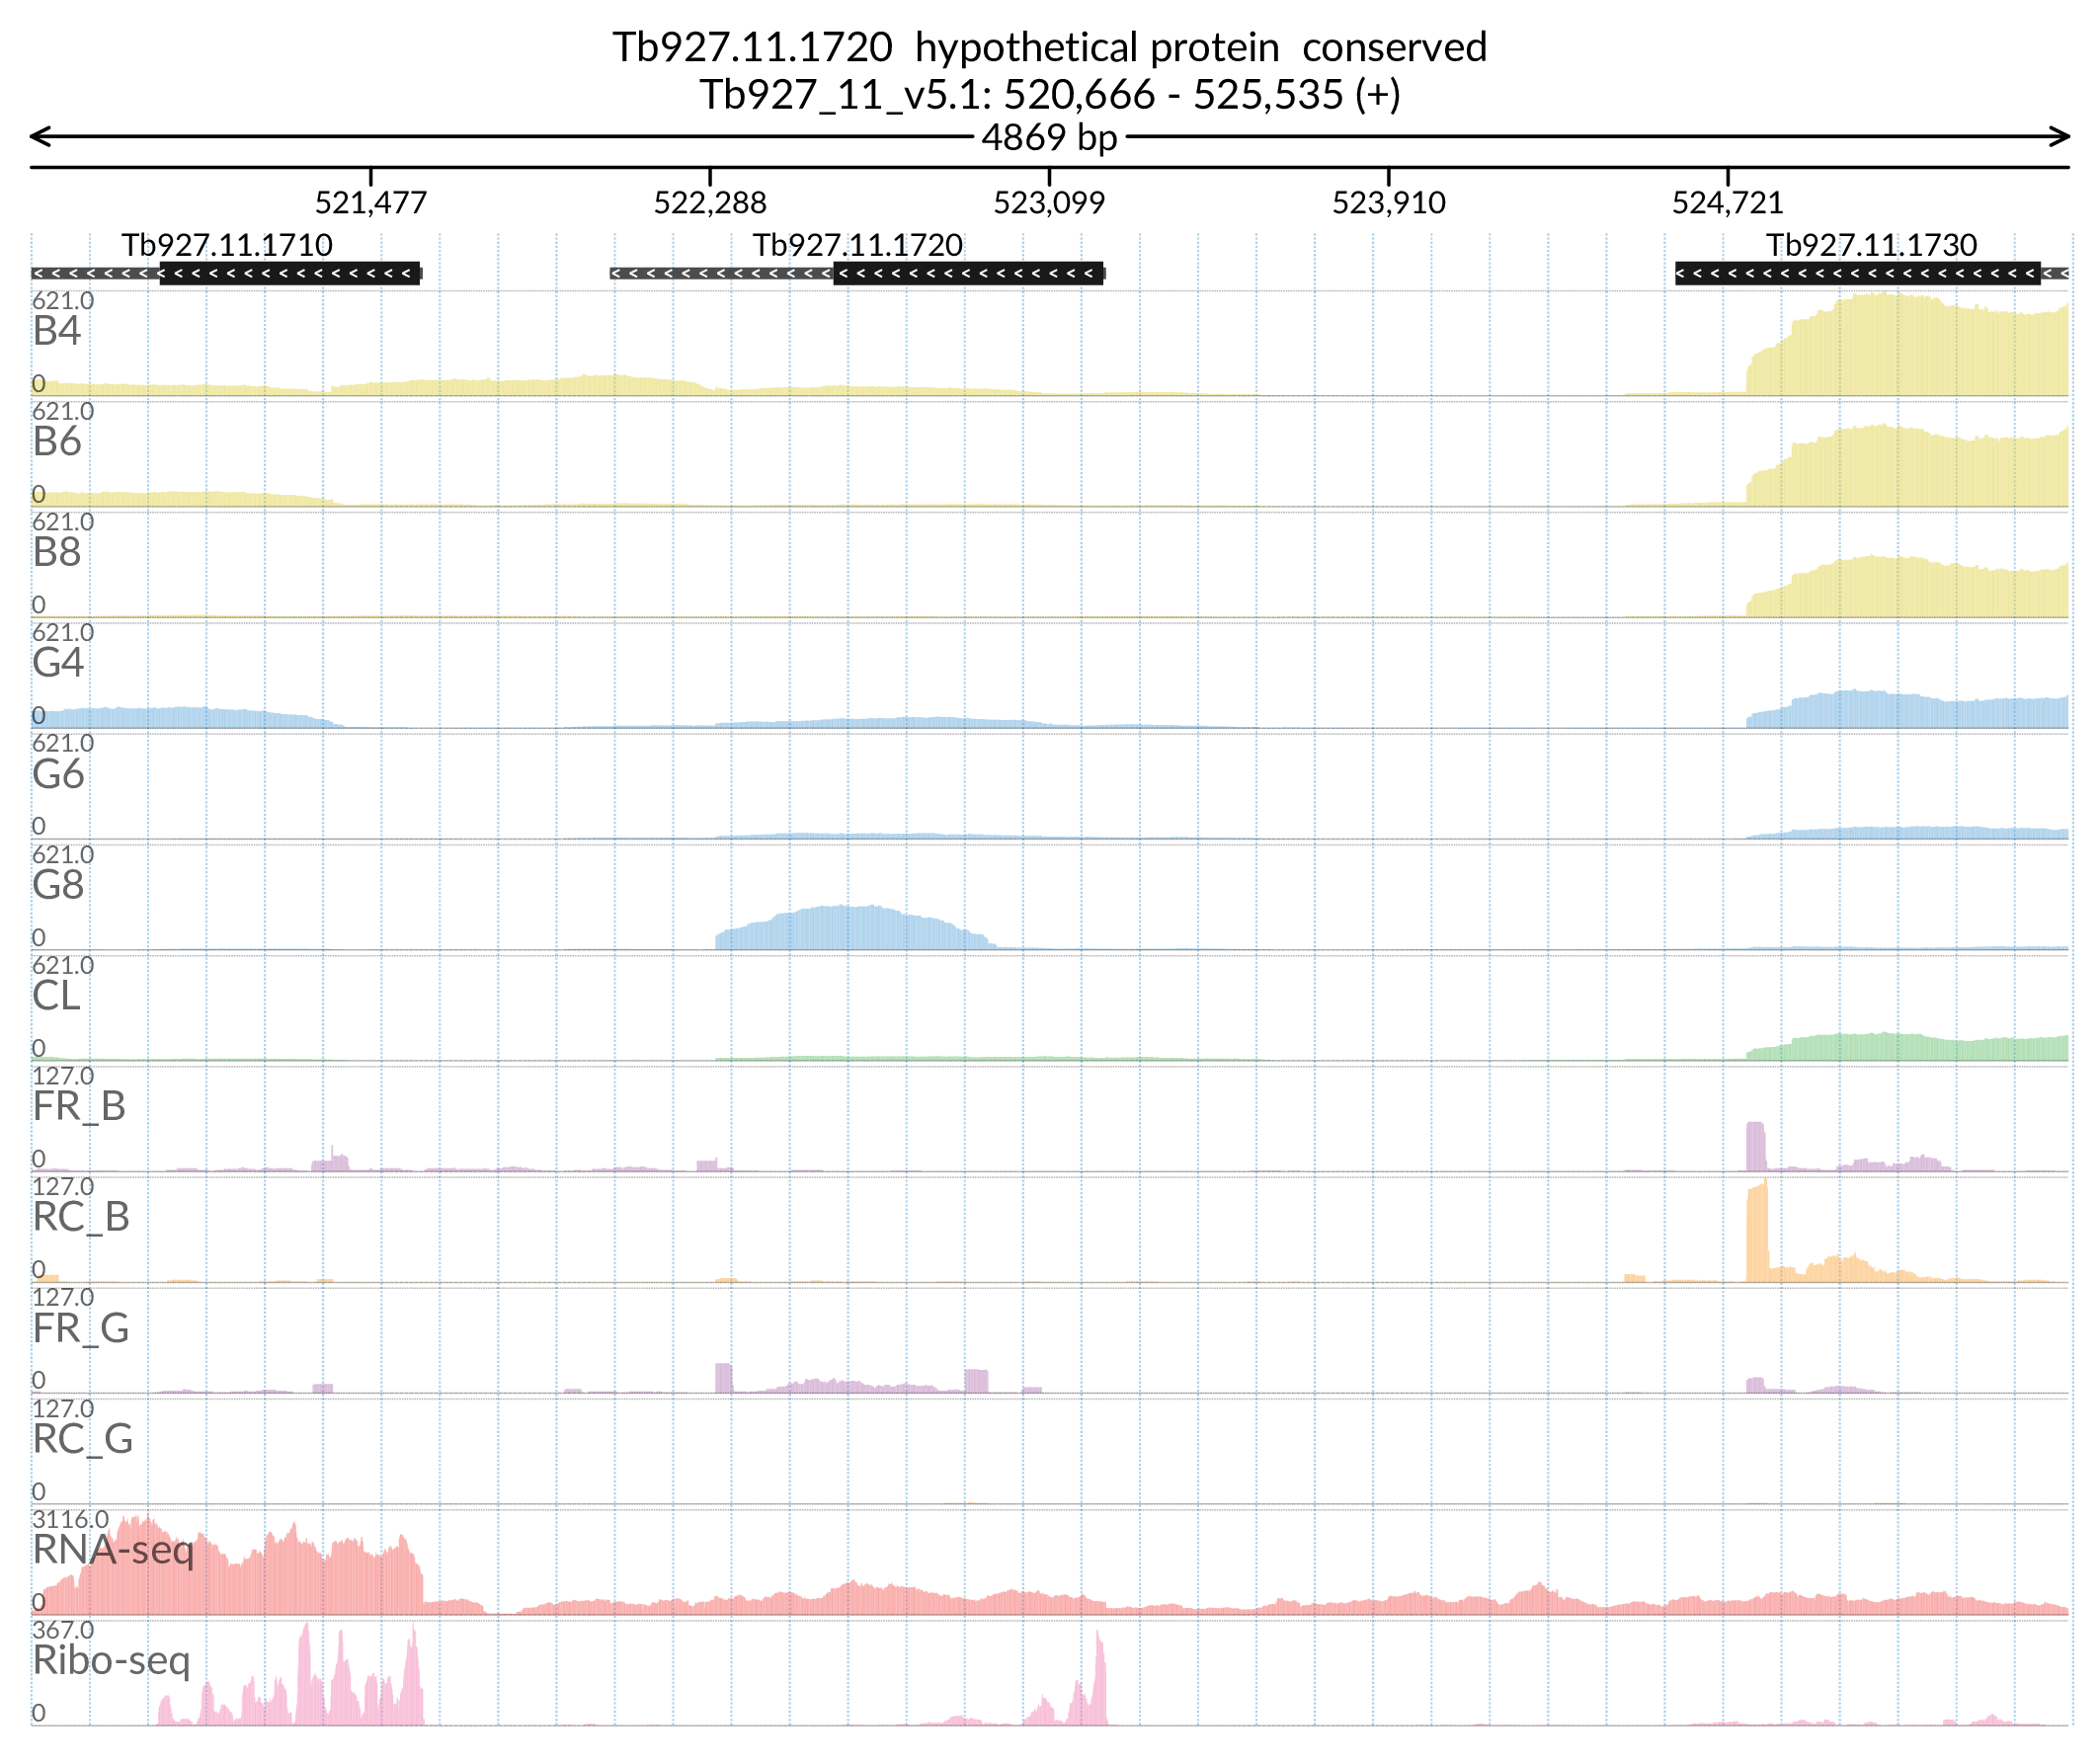 Tb927.11.1720  hypothetical protein  conserved
Tb927_11_v5.1: 520,666 - 525,535 (+)
4869 bp
521,477 522,288 523,099 523,910 524,721
Tb927.11.1710 Tb927.11.1720 Tb927.11.1730
621.0
B4
0
621.0
B6
0
621.0
B8
0
621.0
G4
0
621.0
G6
0
621.0
G8
0
621.0
CL
0
127.0
FR_B
0
127.0
RC_B
0
127.0
FR_G
0
127.0
RC_G
0
3116.0
RNA-seq
0
367.0
Ribo-seq
0